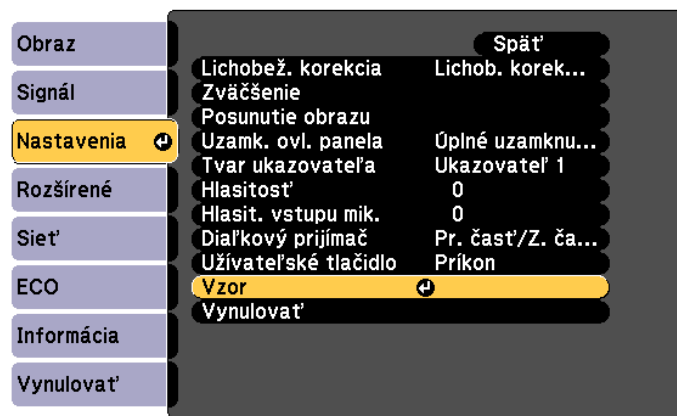 Obraz
Signál
Nastavenia
Rozšírené
Sieť
ECO
Informácia
Vynulovať
Späť
Lichobež. korekcia Lichob. korek...
Zväčšenie
Posunutie obrazu
Uzamk. ovl. panela Úplné uzamknu...
Tvar ukazovateľa Ukazovateľ 1
Hlasitosť 0
Hlasit. vstupu mik. 0
Diaľkový prijímač Pr. časť/Z. ča...
Užívateľské tlačidlo Príkon
Vzor
Vynulovať